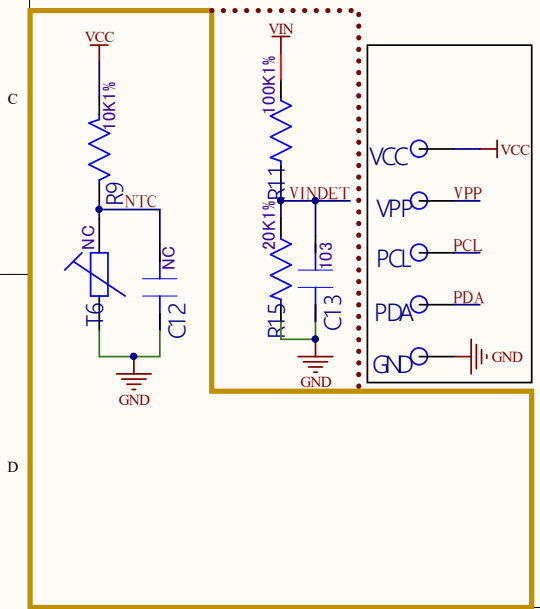 C
VCC
10K1%
R9
NTC
NC
T6
NC
C12
GND
VIN
100K1%
R11
VINDET
20K1%
R15
103
C13
GND
VCC
VCC
VPP
VPP
PCL
PCL
PDA
PDA
GND
GND
D